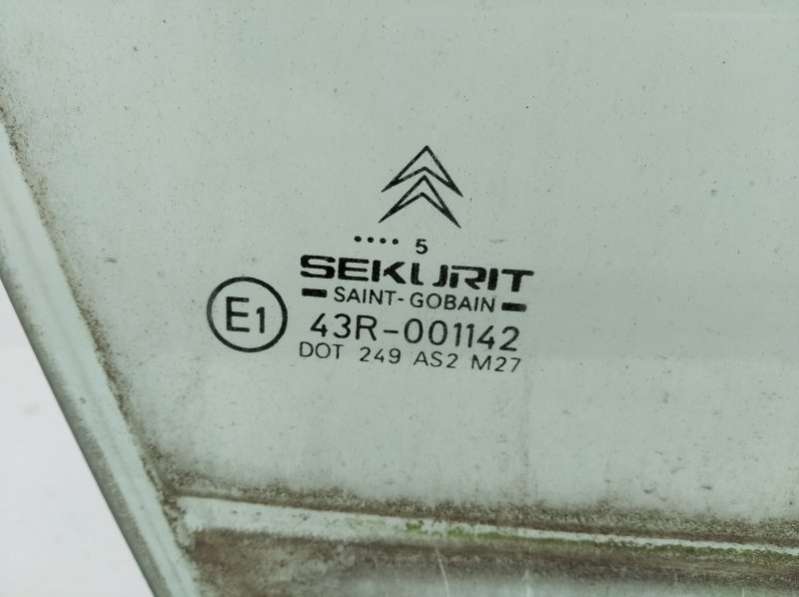 .... 5
SEKURIT
SAINT-GOBAIN
E1
43R-001142
DOT 249 AS2 M27